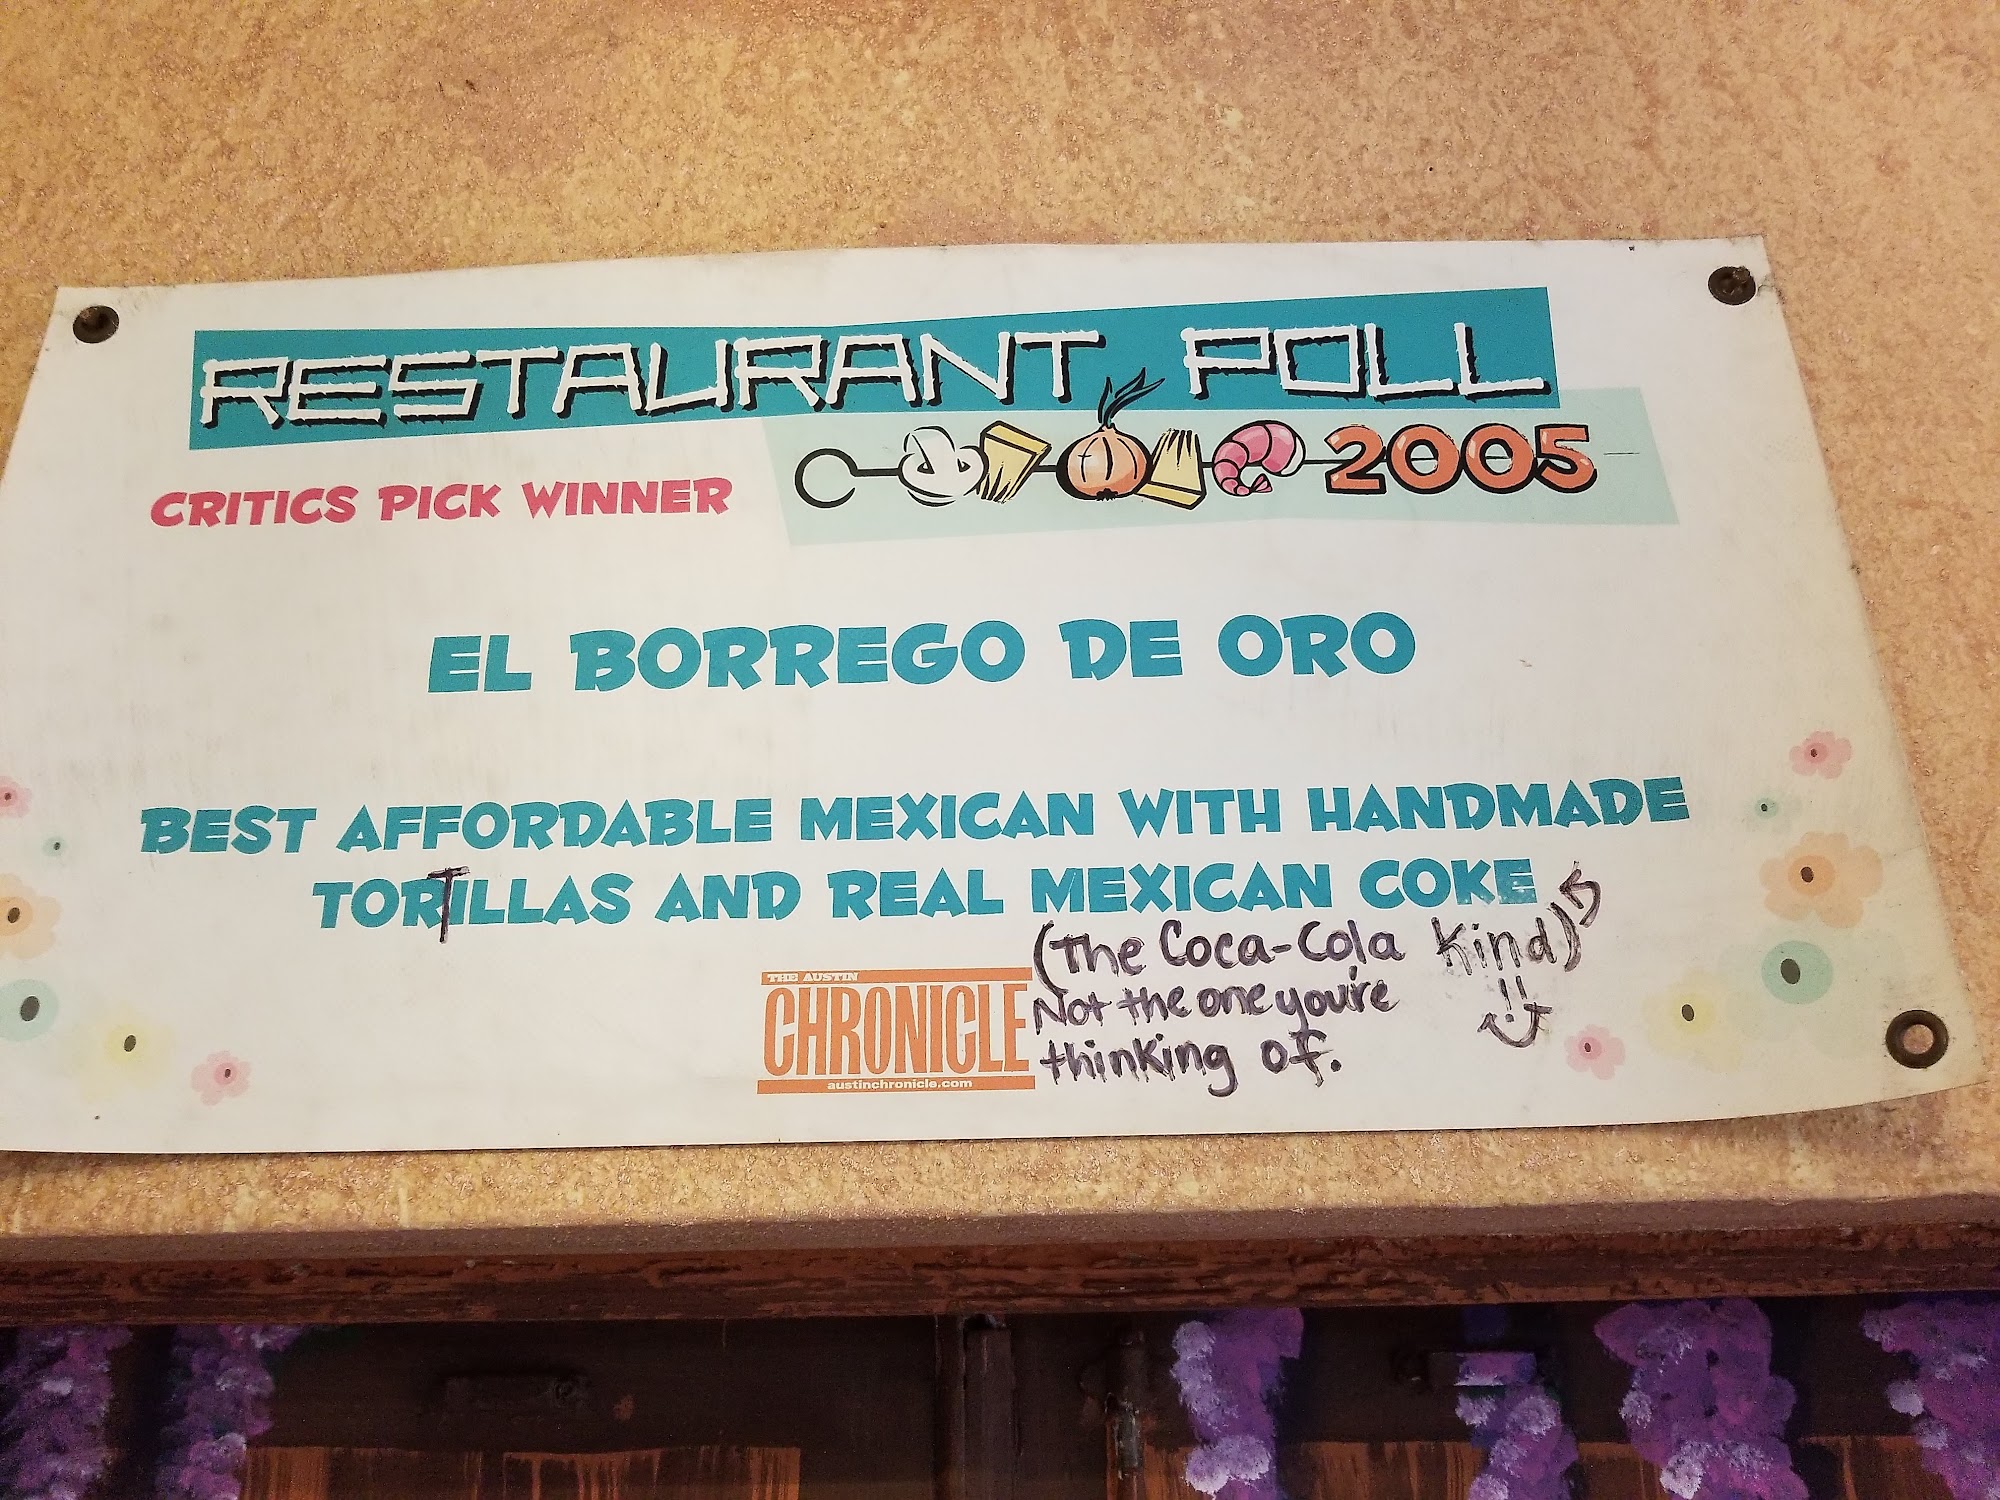 RESTAURANT POLL
2005
CRITICS PICK WINNER
EL BORREGO DE ORO
BEST AFFORDABLE MEXICAN WITH HANDMADE
TORTILLAS AND REAL MEXICAN COKE
(The Coca-Cola Kind)
Not the one you're
thinking of.
!!
THE AUSTIN
CHRONICLE
austinchronicle.com